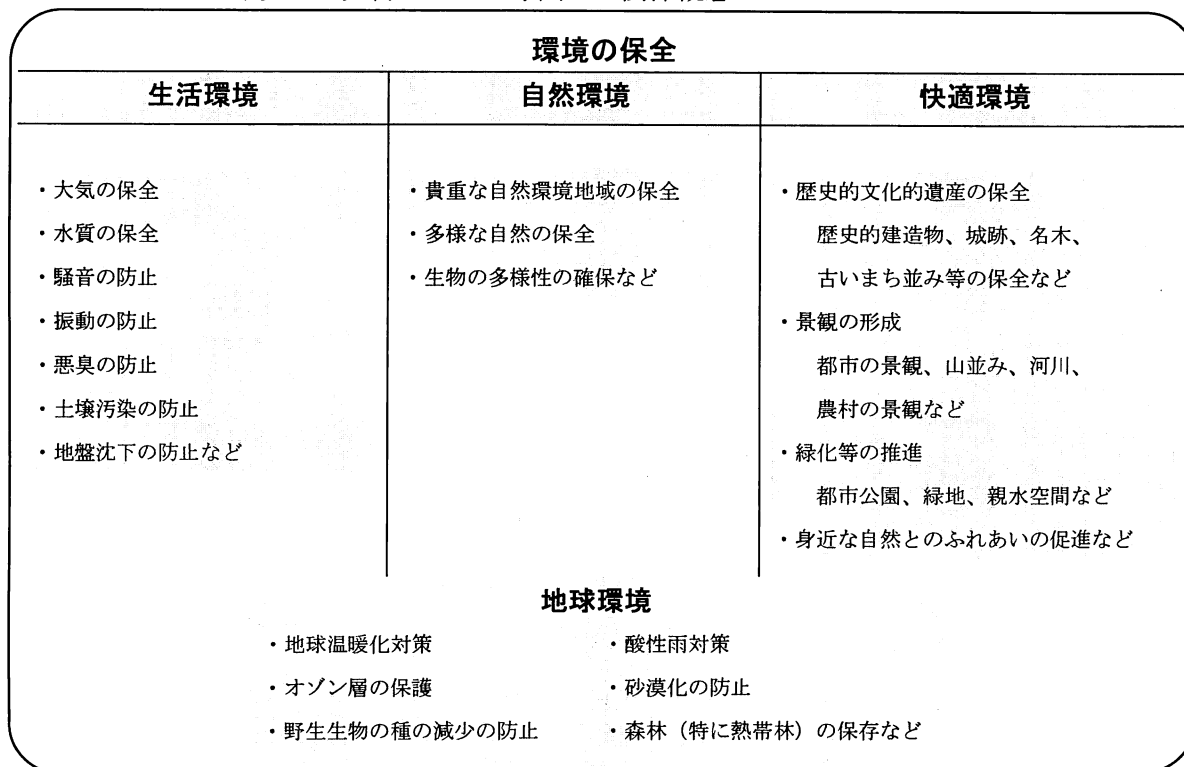 環境の保全
生活環境
・大気の保全
・水質の保全
・騒音の防止
・振動の防止
・悪臭の防止
・土壌汚染の防止
・地盤沈下の防止など
自然環境
・貴重な自然環境地域の保全
・多様な自然の保全
・生物の多様性の確保など
快適環境
・歴史的文化的遺産の保全
歴史的建造物、城跡、名木、
古いまち並み等の保全など
・景観の形成
都市の景観、山並み、河川、
農村の景観など
・緑化等の推進
都市公園、緑地、親水空間など
・身近な自然とのふれあいの促進など
地球環境
・地球温暖化対策
・オゾン層の保護
・野生生物の種の減少の防止
・酸性雨対策
・砂漠化の防止
・森林（特に熱帯林）の保存など